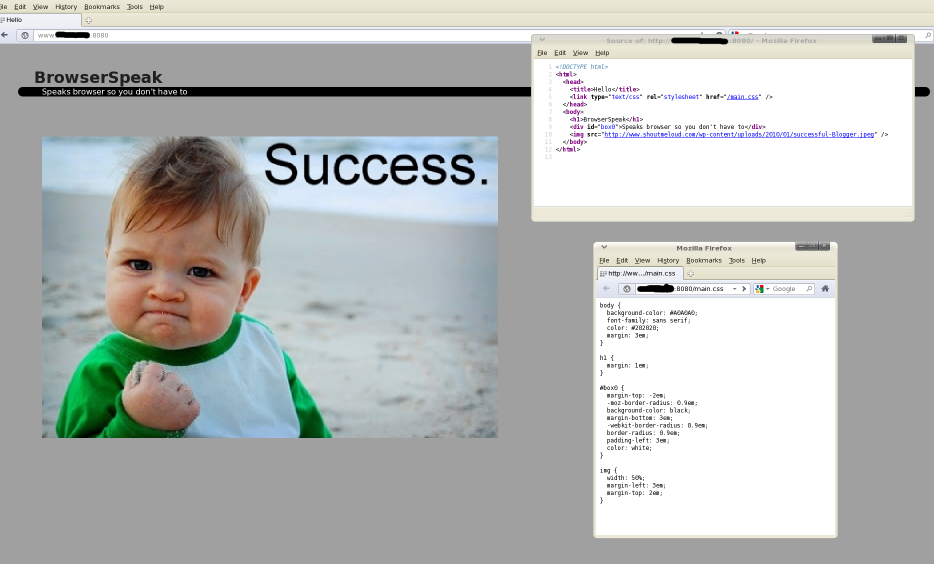 File Edit View History Bookmarks Tools Help
Hello
www. :8080
BrowserSpeak
Speaks browser so you don't have to
Success.
Source of: http:// :8080/ - Mozilla Firefox
File Edit View Help
1 <!DOCTYPE html>
2 <html>
3 <head>
4 <title>Hello</title>
5 <link type="text/css" rel="stylesheet" href="/main.css" />
6 </head>
7 <body>
8 <h1>BrowserSpeak</h1>
9 <div id="box0">Speaks browser so you don't have to</div>
10 <img src="http://www.shoutmeloud.com/wp-content/uploads/2010/01/successful-Blogger.jpeg" />
11 </body>
12 </html>
13
Mozilla Firefox
File Edit View History Bookmarks Tools Help
http://ww.../main.css
:8080/main.css
Google
body {
background-color: #A0A0A0;
font-family: sans serif;
color: #202020;
margin: 3em;
}
h1 {
margin: 1em;
}
#box0 {
margin-top: -2em;
-moz-border-radius: 0.9em;
background-color: black;
margin-bottom: 3em;
-webkit-border-radius: 0.9em;
border-radius: 0.9em;
padding-left: 3em;
color: white;
}
img {
width: 50%;
margin-left: 3em;
margin-top: 2em;
}